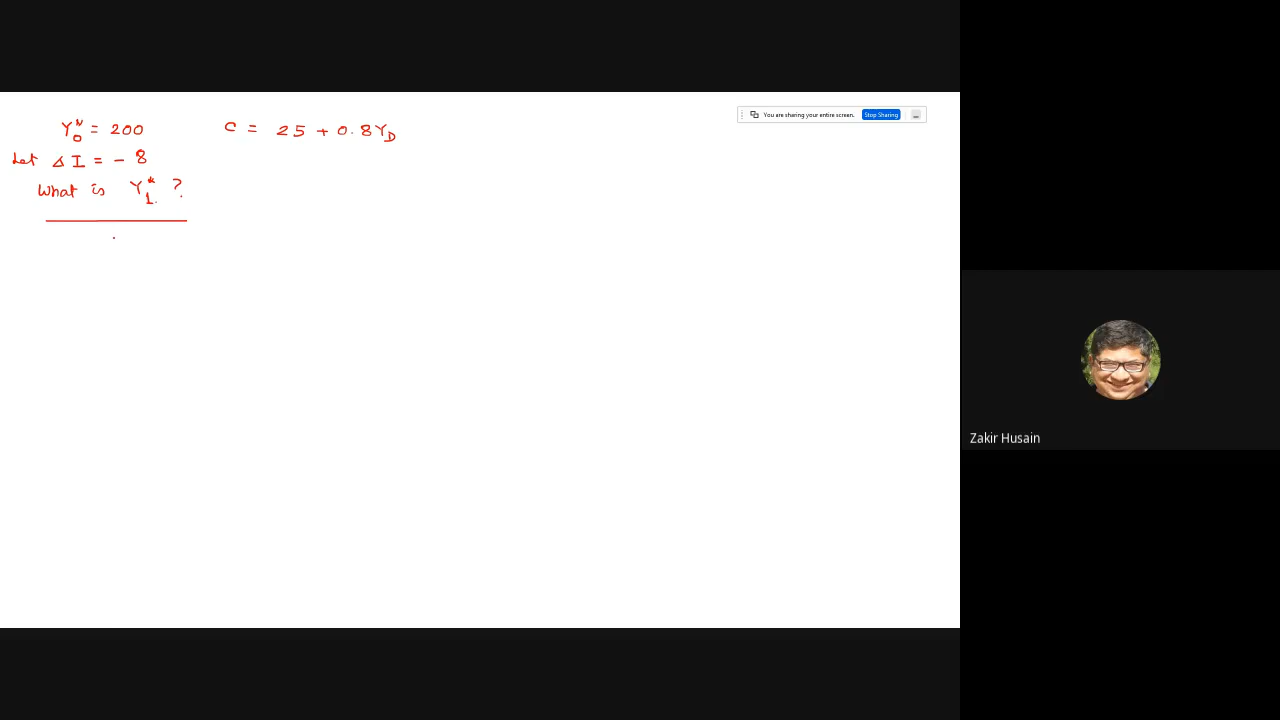 Y₀* = 200 C = 25 + 0.8Y_D
Let Δ I = - 8
What is Y₁* ?
You are sharing your entire screen. Stop Sharing
Zakir Husain